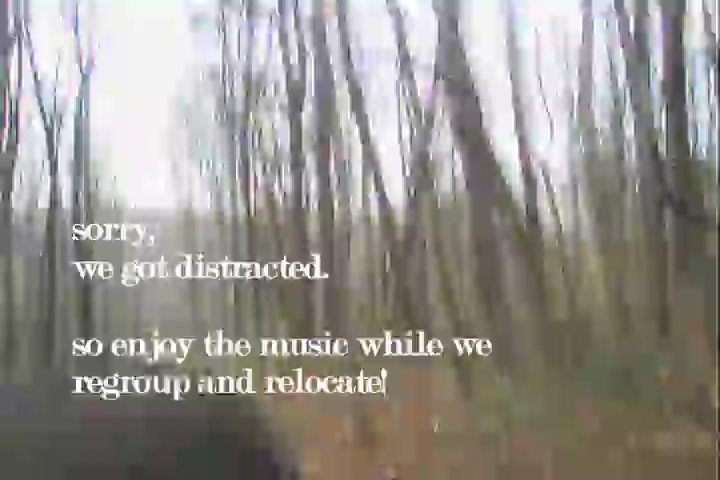 sorry,
we got distracted.
so enjoy the music while we
regroup and relocate!